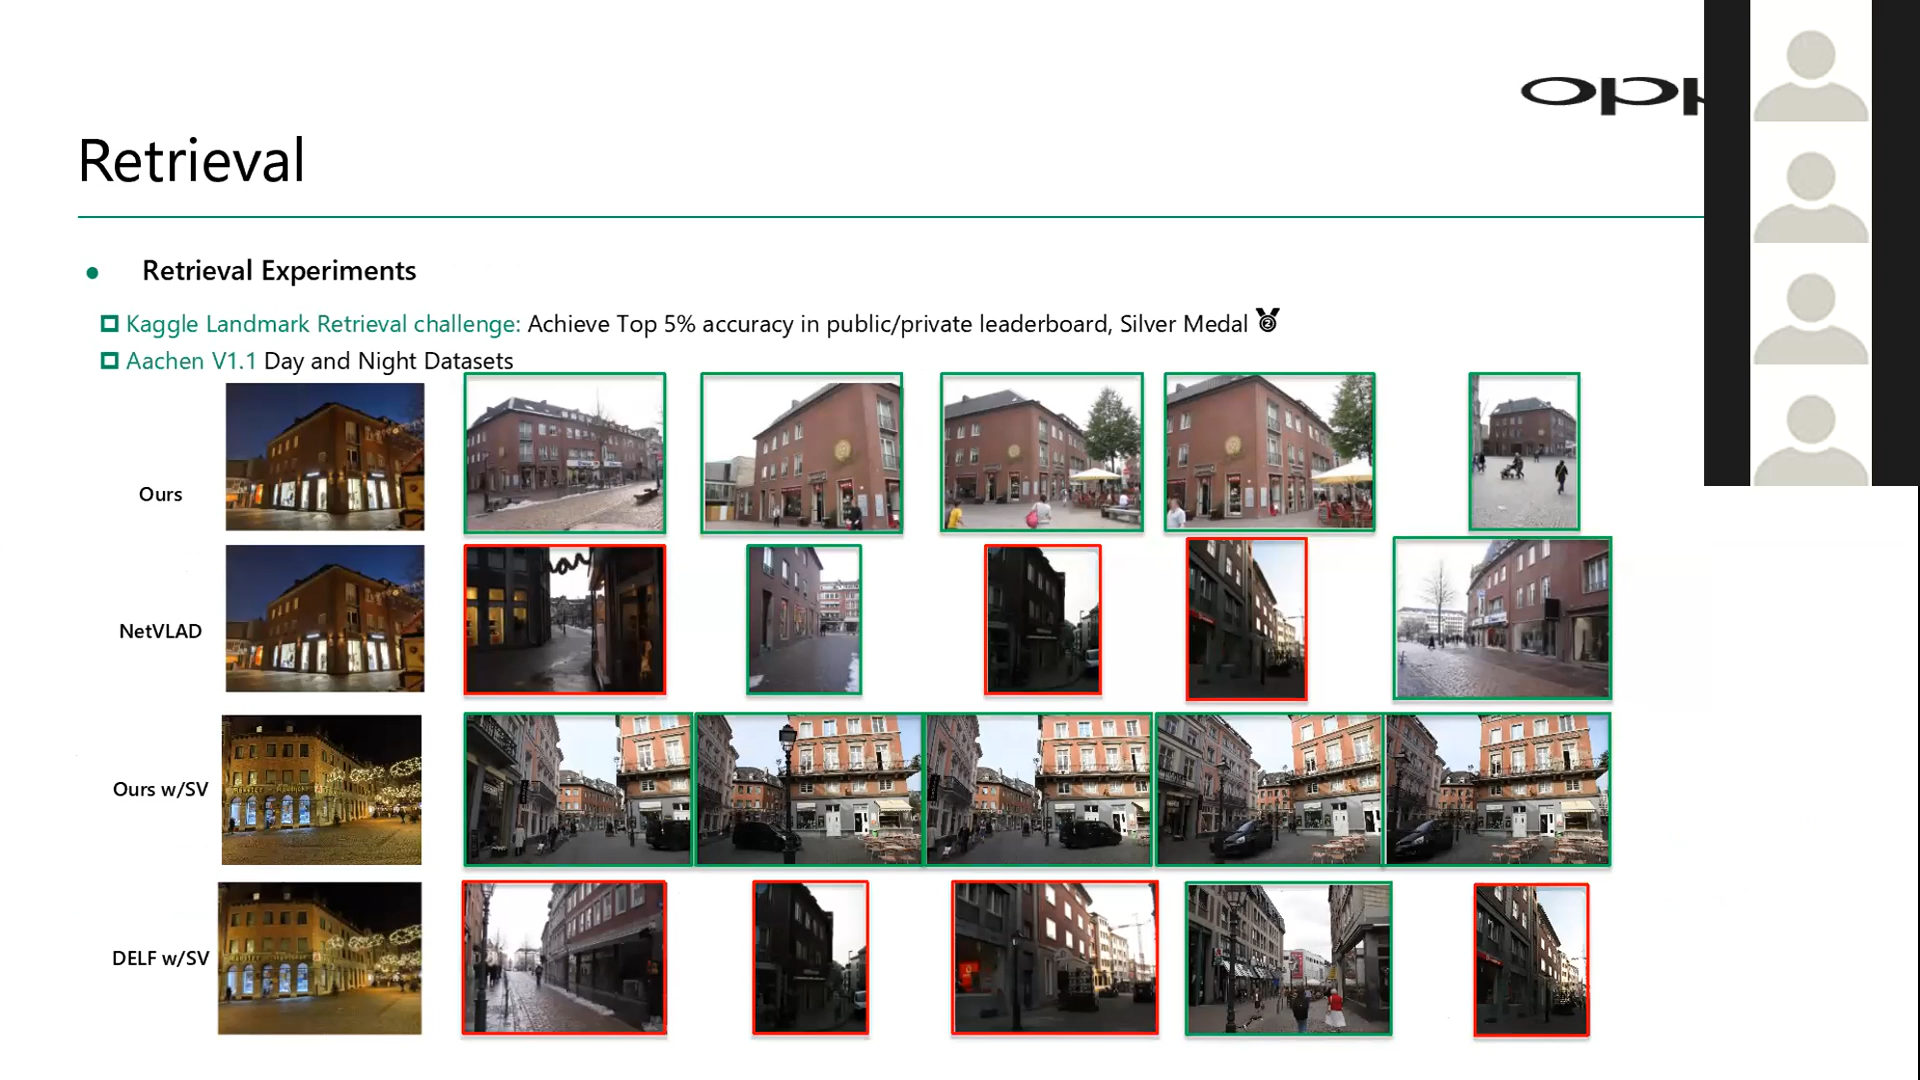 Retrieval
Retrieval Experiments
Kaggle Landmark Retrieval challenge: Achieve Top 5% accuracy in public/private leaderboard, Silver Medal
Aachen V1.1 Day and Night Datasets
Ours
NetVLAD
Ours w/SV
DELF w/SV